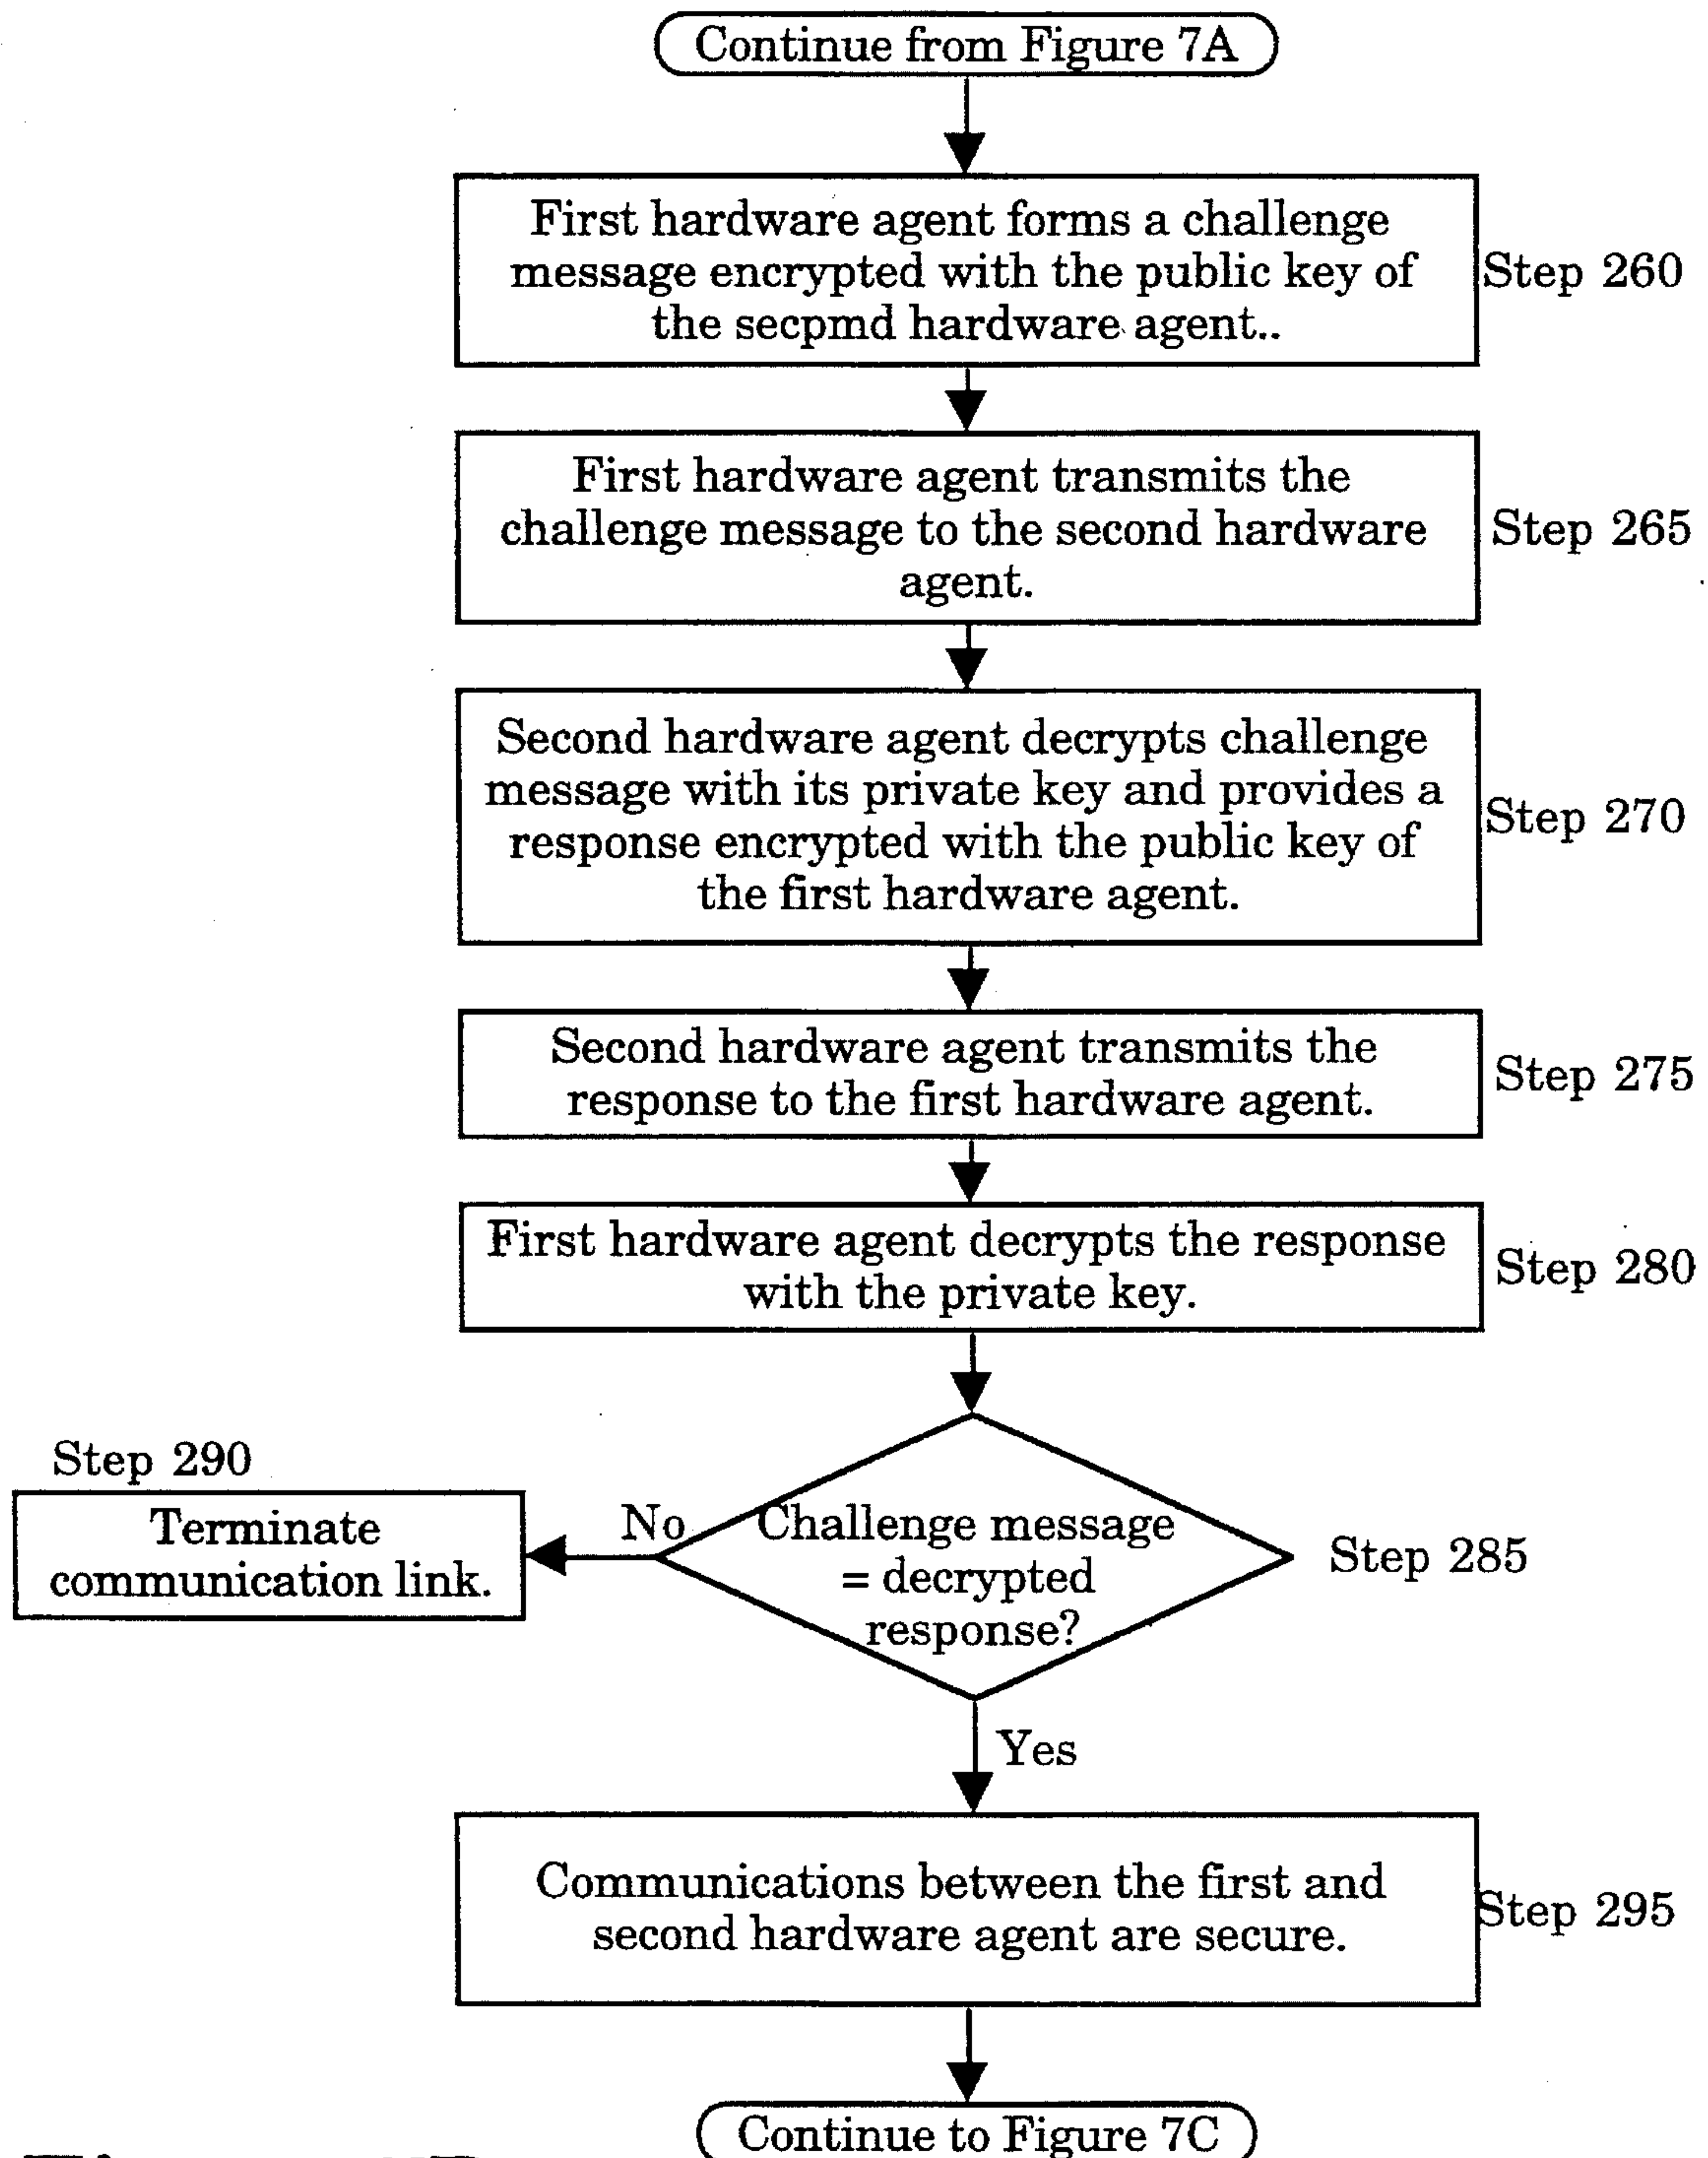 Continue from Figure 7A
First hardware agent forms a challenge
message encrypted with the public key of
the secpmd hardware agent..
Step 260
First hardware agent transmits the
challenge message to the second hardware
agent.
Step 265
Second hardware agent decrypts challenge
message with its private key and provides a
response encrypted with the public key of
the first hardware agent.
Step 270
Second hardware agent transmits the
response to the first hardware agent.
Step 275
First hardware agent decrypts the response
with the private key.
Step 280
Challenge message
= decrypted
response?
Step 285
No
Step 290
Terminate
communication link.
Yes
Communications between the first and
second hardware agent are secure.
Step 295
Continue to Figure 7C